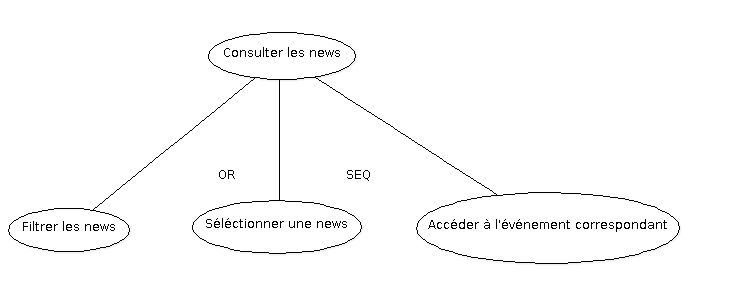 Consulter les news
OR
SEQ
Filtrer les news
Séléctionner une news
Accéder à l'événement correspondant